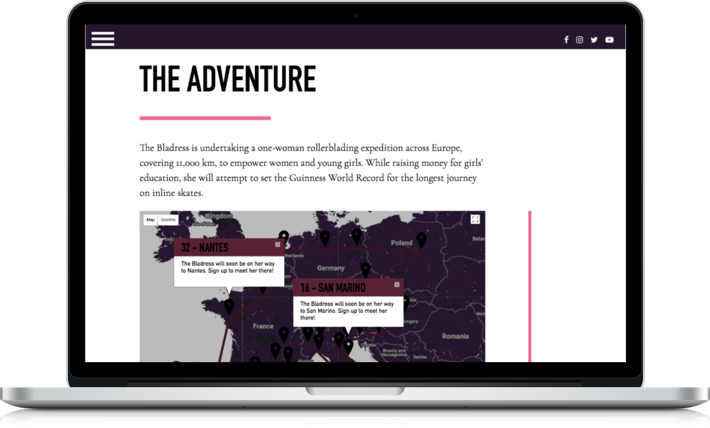 THE ADVENTURE
The Bladress is undertaking a one-woman rollerblading expedition across Europe,
covering 11,000 km, to empower women and young girls. While raising money for girls'
education, she will attempt to set the Guinness World Record for the longest journey
on inline skates.
Map Satellite
Kingdom
Poland
32 – NANTES
The Bladress will soon be on her way
to Nantes. Sign up to meet her there!
Germany
16 – SAN MARINO
The Bladress will soon be on her way
to San Marino. Sign up to meet her
there!
France
Romania
Bosnia and
Herzegovina
Serbia